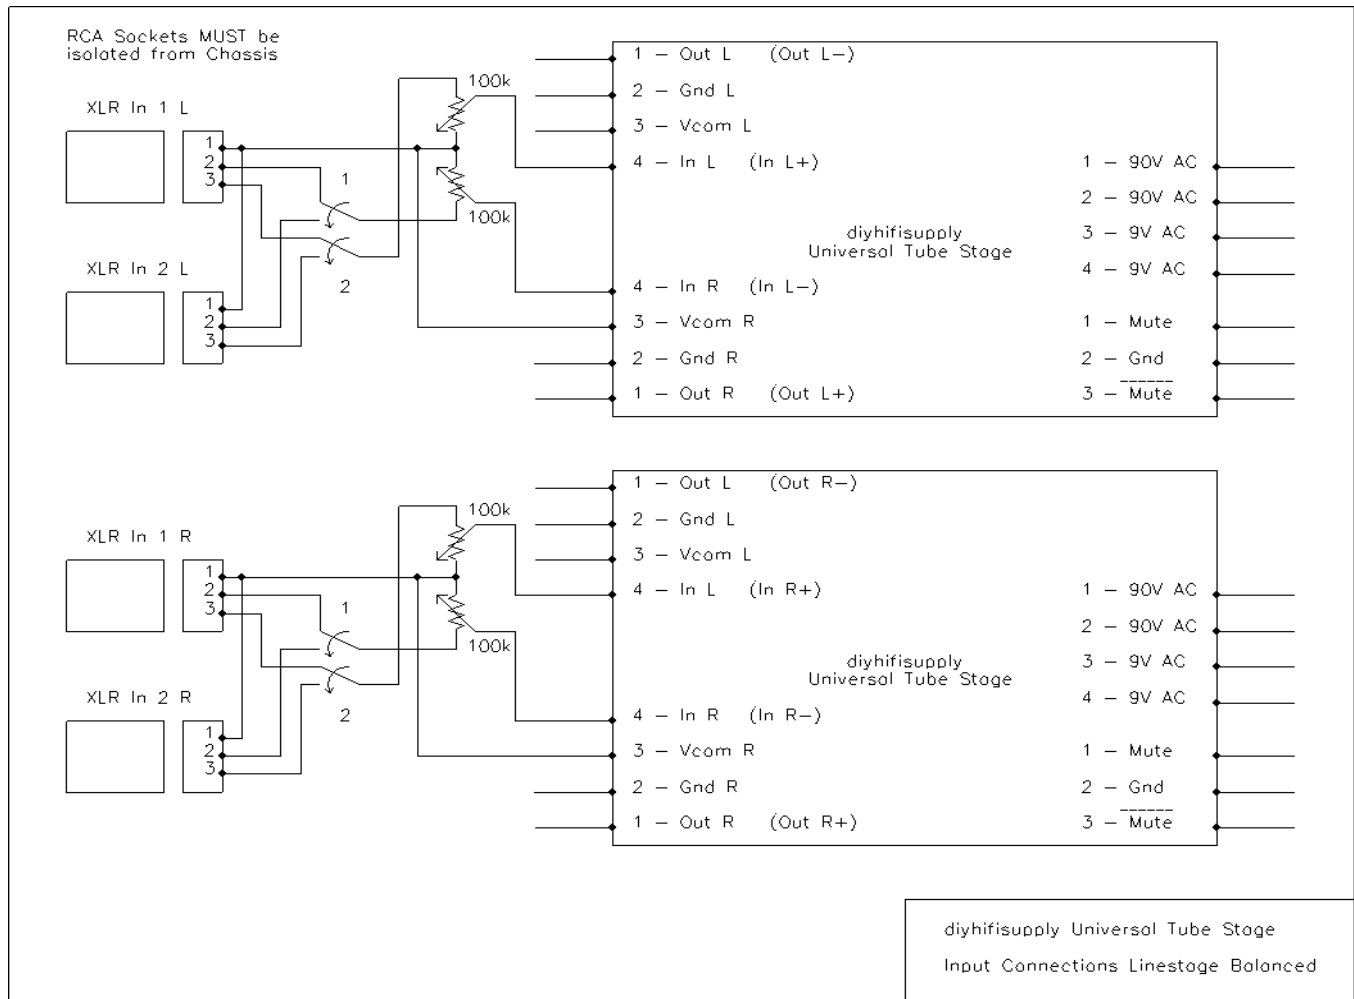 RCA Sockets MUST be
isolated from Chassis
XLR In 1 L
1
2
3
XLR In 2 L
1
2
3
1
2
100k
100k
1 – Out L (Out L–)
2 – Gnd L
3 – Vcom L
4 – In L (In L+)
4 – In R (In L–)
3 – Vcom R
2 – Gnd R
1 – Out R (Out L+)
diyhifisupply
Universal Tube Stage
1 – 90V AC
2 – 90V AC
3 – 9V AC
4 – 9V AC
1 – Mute
2 – Gnd
3 – Mute
XLR In 1 R
1
2
3
XLR In 2 R
1
2
3
1
2
100k
100k
1 – Out L (Out R–)
2 – Gnd L
3 – Vcom L
4 – In L (In R+)
4 – In R (In R–)
3 – Vcom R
2 – Gnd R
1 – Out R (Out R+)
diyhifisupply
Universal Tube Stage
1 – 90V AC
2 – 90V AC
3 – 9V AC
4 – 9V AC
1 – Mute
2 – Gnd
3 – Mute
diyhifisupply Universal Tube Stage
Input Connections Linestage Balanced